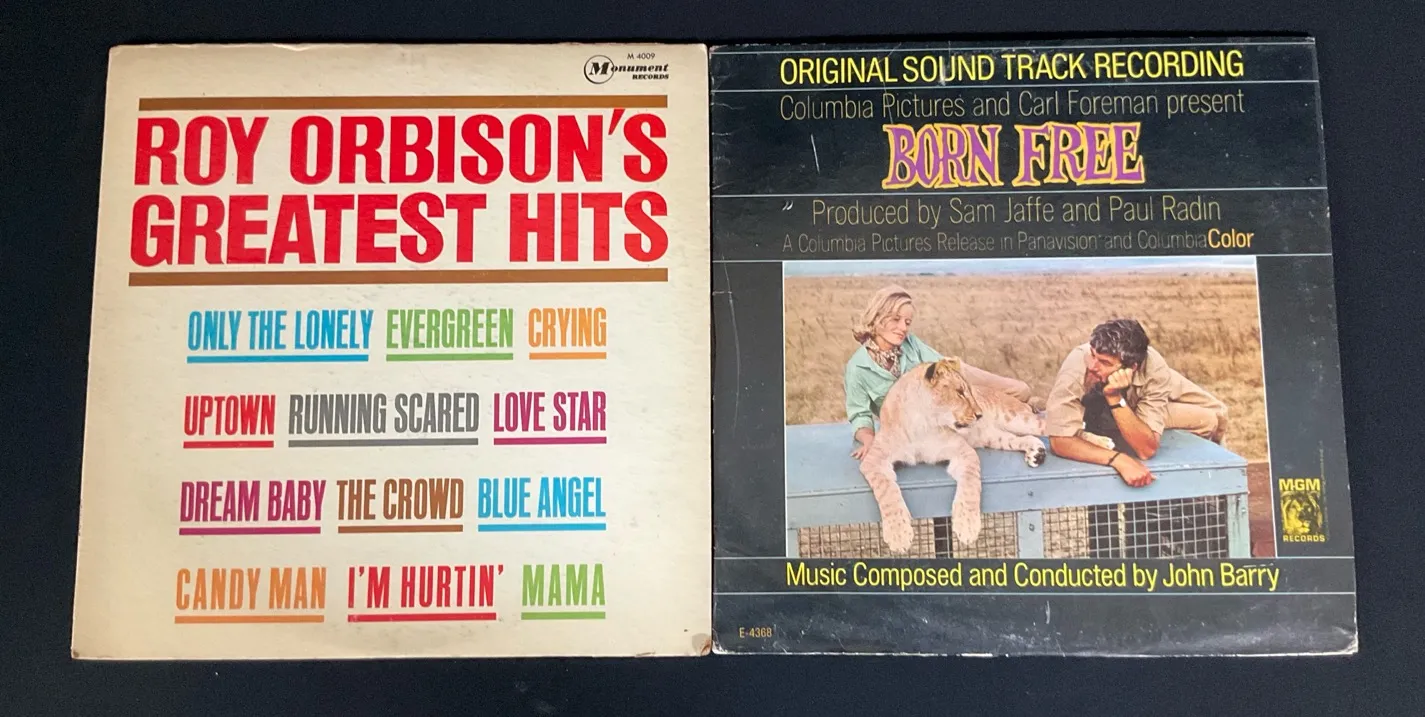 M 4009
Monument
RECORDS
ROY ORBISON'S
GREATEST HITS
ONLY THE LONELY EVERGREEN CRYING
UPTOWN RUNNING SCARED LOVE STAR
DREAM BABY THE CROWD BLUE ANGEL
CANDY MAN I'M HURTIN' MAMA
ORIGINAL SOUND TRACK RECORDING
Columbia Pictures and Carl Foreman present
BORN FREE
Produced by Sam Jaffe and Paul Radin
A Columbia Pictures Release in Panavision and ColumbiaColor
MGM
RECORDS
Music Composed and Conducted by John Barry
E-4368